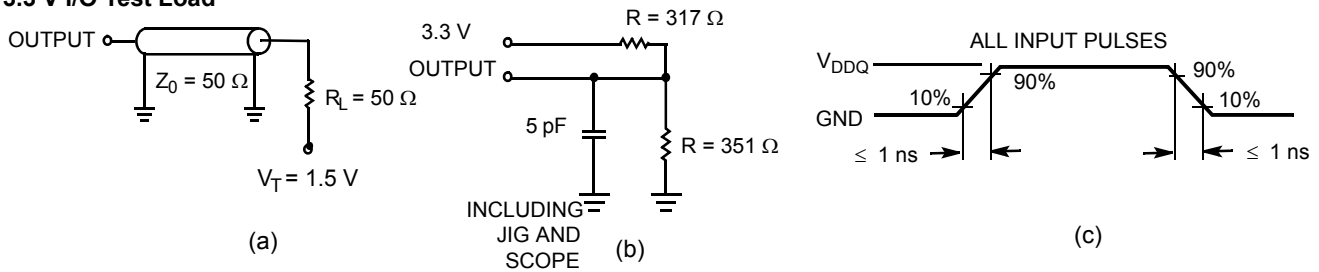 3.3 V I/O Test Load
OUTPUT
Z0 = 50 Ω
RL = 50 Ω
VT = 1.5 V
(a)
R = 317 Ω
3.3 V
OUTPUT
5 pF
R = 351 Ω
INCLUDING
JIG AND
SCOPE
(b)
ALL INPUT PULSES
VDDQ
GND
10%
90%
90%
10%
≤ 1 ns
≤ 1 ns
(c)